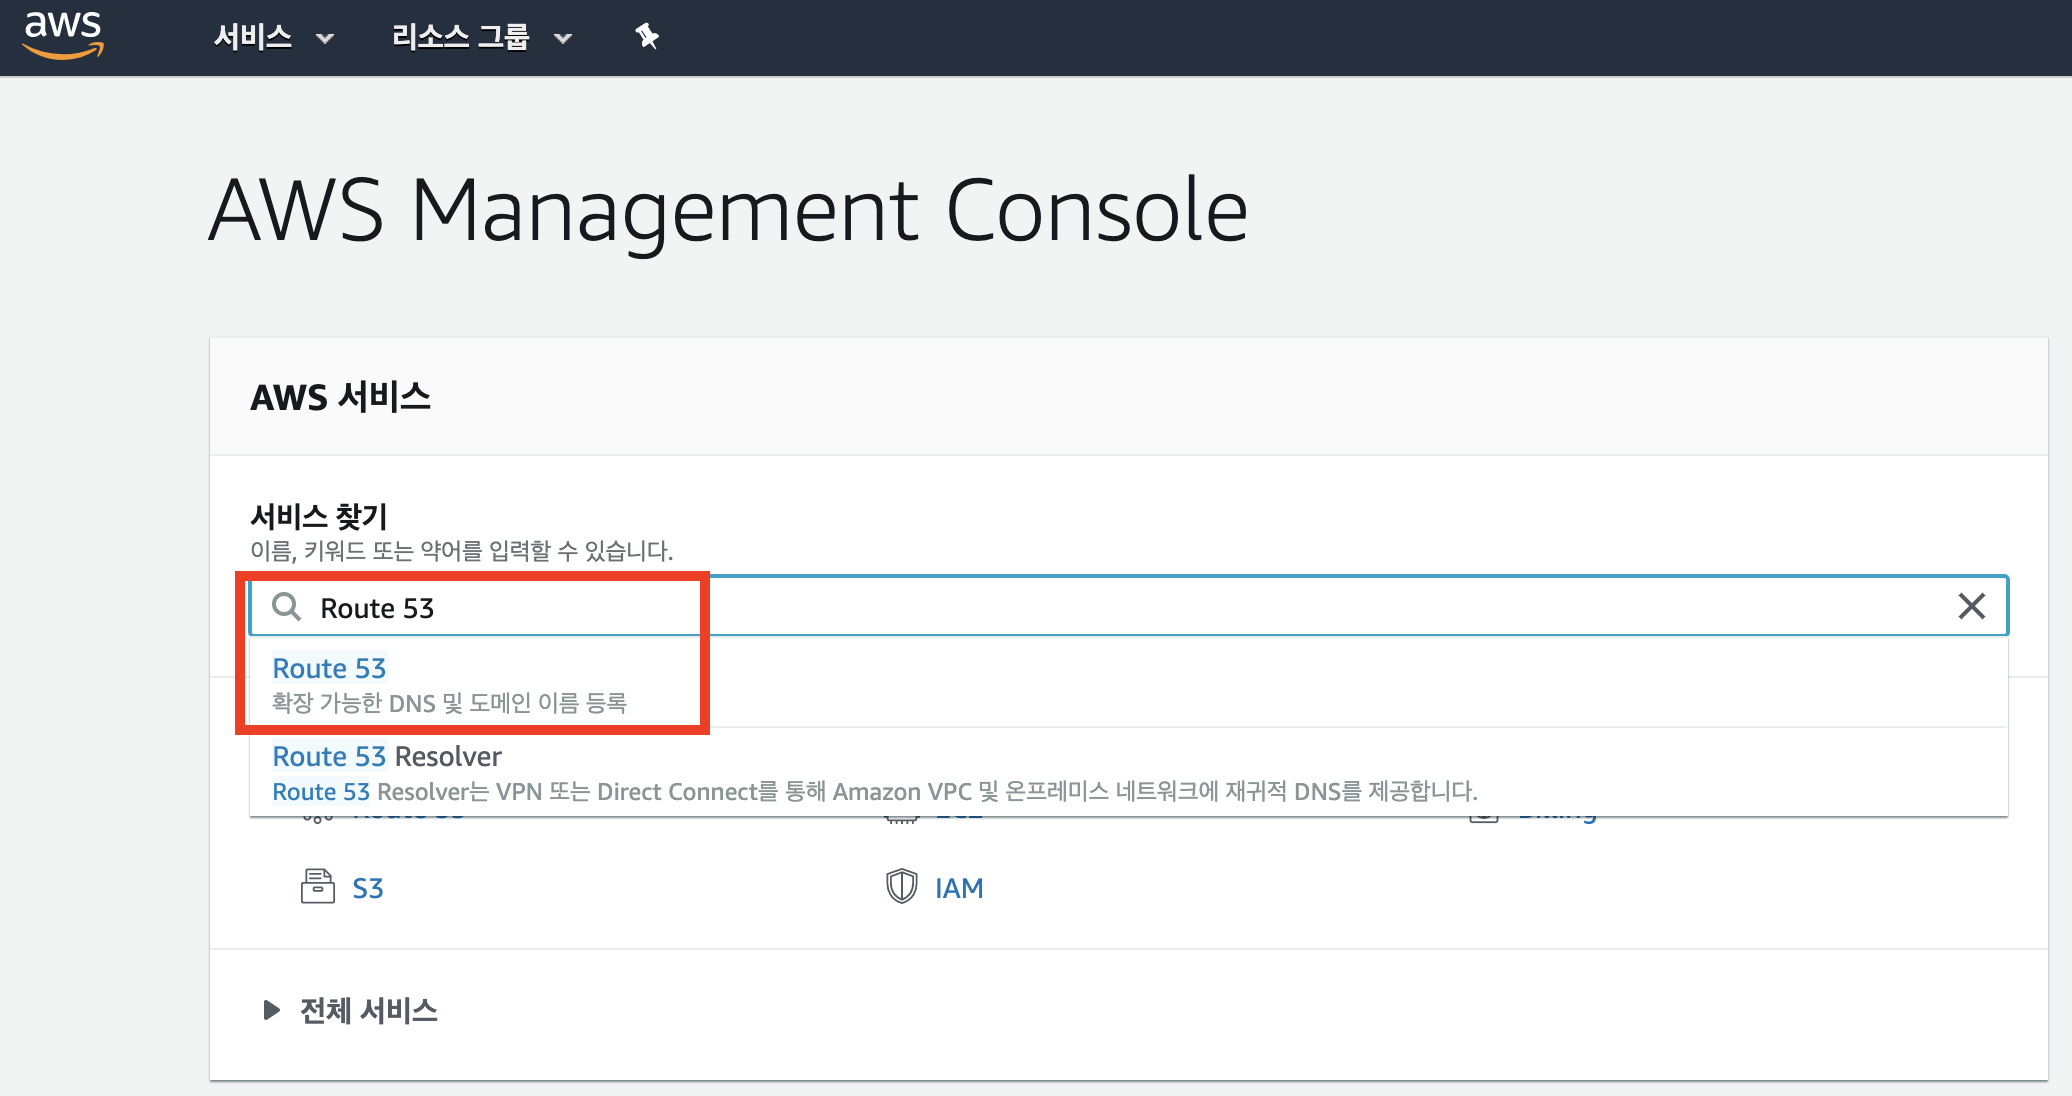 aws
서비스 리소스 그룹
AWS Management Console
AWS 서비스
서비스 찾기
이름, 키워드 또는 약어를 입력할 수 있습니다.
Route 53
Route 53
확장 가능한 DNS 및 도메인 이름 등록
Route 53 Resolver
Route 53 Resolver는 VPN 또는 Direct Connect를 통해 Amazon VPC 및 온프레미스 네트워크에 재귀적 DNS를 제공합니다.
Route 53 EC2 Billing
S3 IAM
전체 서비스